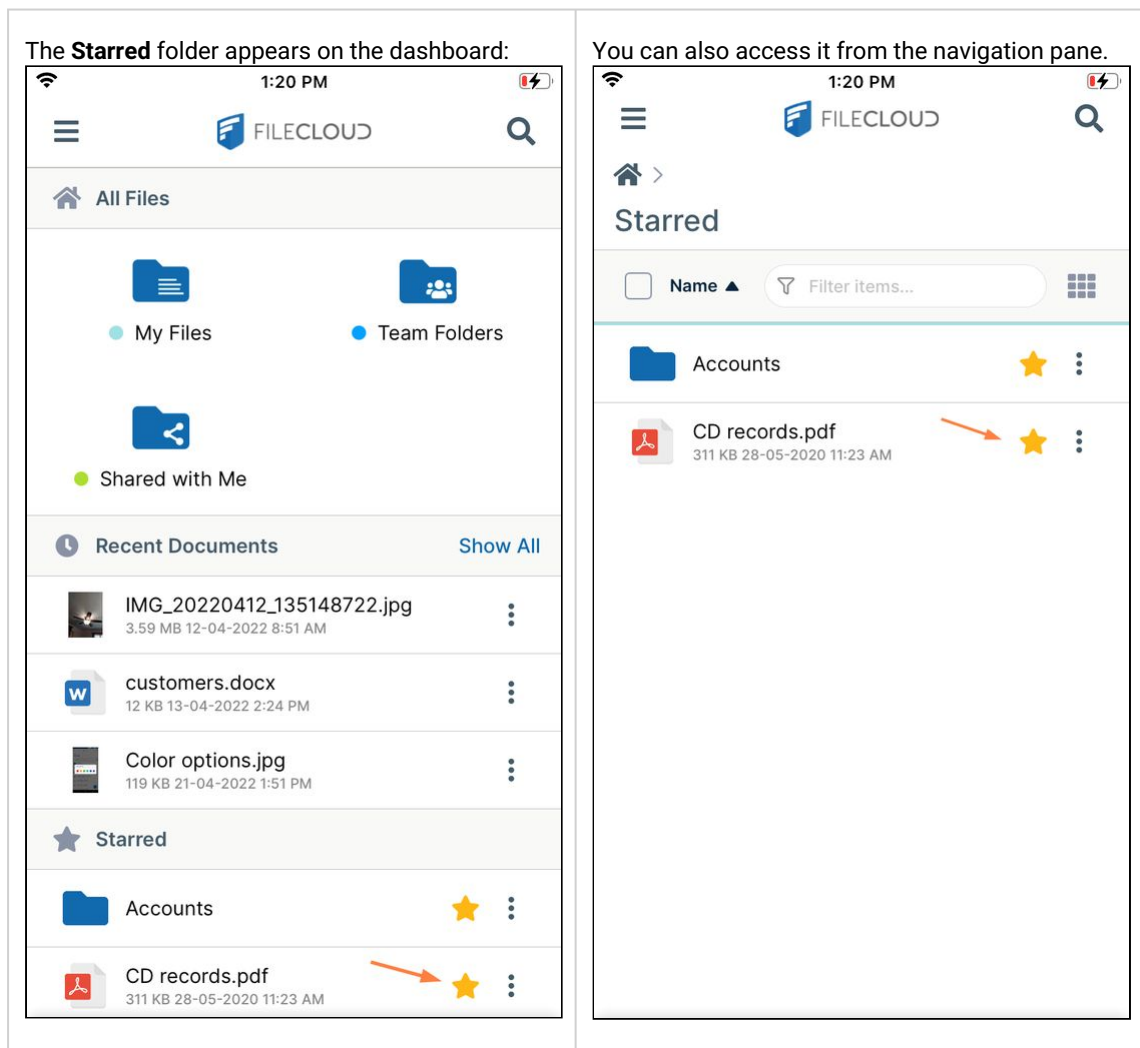 The Starred folder appears on the dashboard:
1:20 PM
FILECLOUD
All Files
My Files
Team Folders
Shared with Me
Recent Documents
Show All
IMG_20220412_135148722.jpg
3.59 MB 12-04-2022 8:51 AM
customers.docx
12 KB 13-04-2022 2:24 PM
Color options.jpg
119 KB 21-04-2022 1:51 PM
Starred
Accounts
CD records.pdf
311 KB 28-05-2020 11:23 AM
You can also access it from the navigation pane.
1:20 PM
FILECLOUD
Starred
Name
Filter items...
Accounts
CD records.pdf
311 KB 28-05-2020 11:23 AM